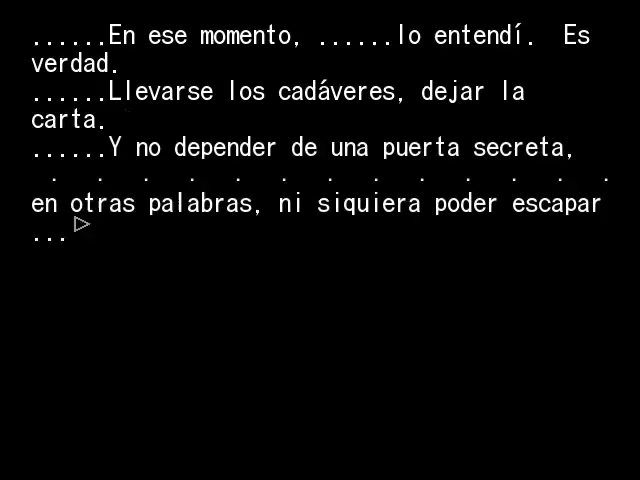 ......En ese momento, ......lo entendí.  Es
verdad.
......Llevarse los cadáveres, dejar la
carta.
......Y no depender de una puerta secreta,
. . . . . . . . . . . . .
en otras palabras, ni siquiera poder escapar
...